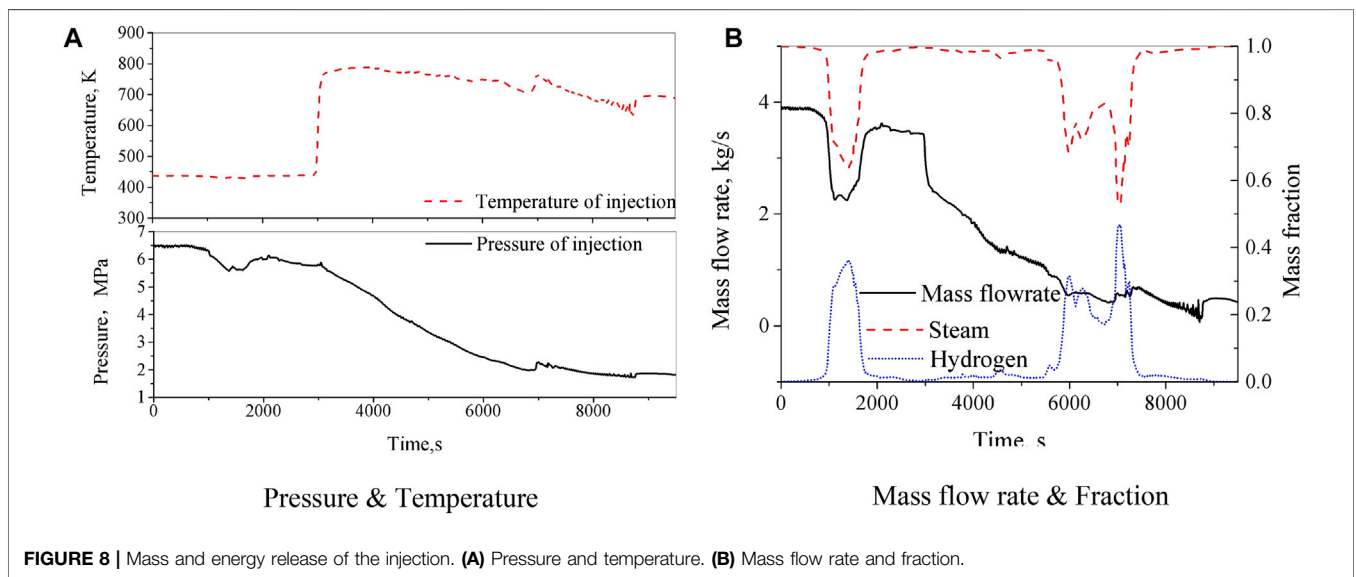 A
900
800
700
600
500
400
300
Temperature, K
Temperature of injection
7
6
5
4
3
2
1
Pressure, MPa
Pressure of injection
0 2000 4000 6000 8000
Time,s
Pressure & Temperature
B
4
2
0
Mass flow rate, kg/s
Mass flowrate
Steam
Hydrogen
1.0
0.8
0.6
0.4
0.2
0.0
Mass fraction
0 2000 4000 6000 8000
Time, s
Mass flow rate & Fraction
FIGURE 8 | Mass and energy release of the injection. (A) Pressure and temperature. (B) Mass flow rate and fraction.